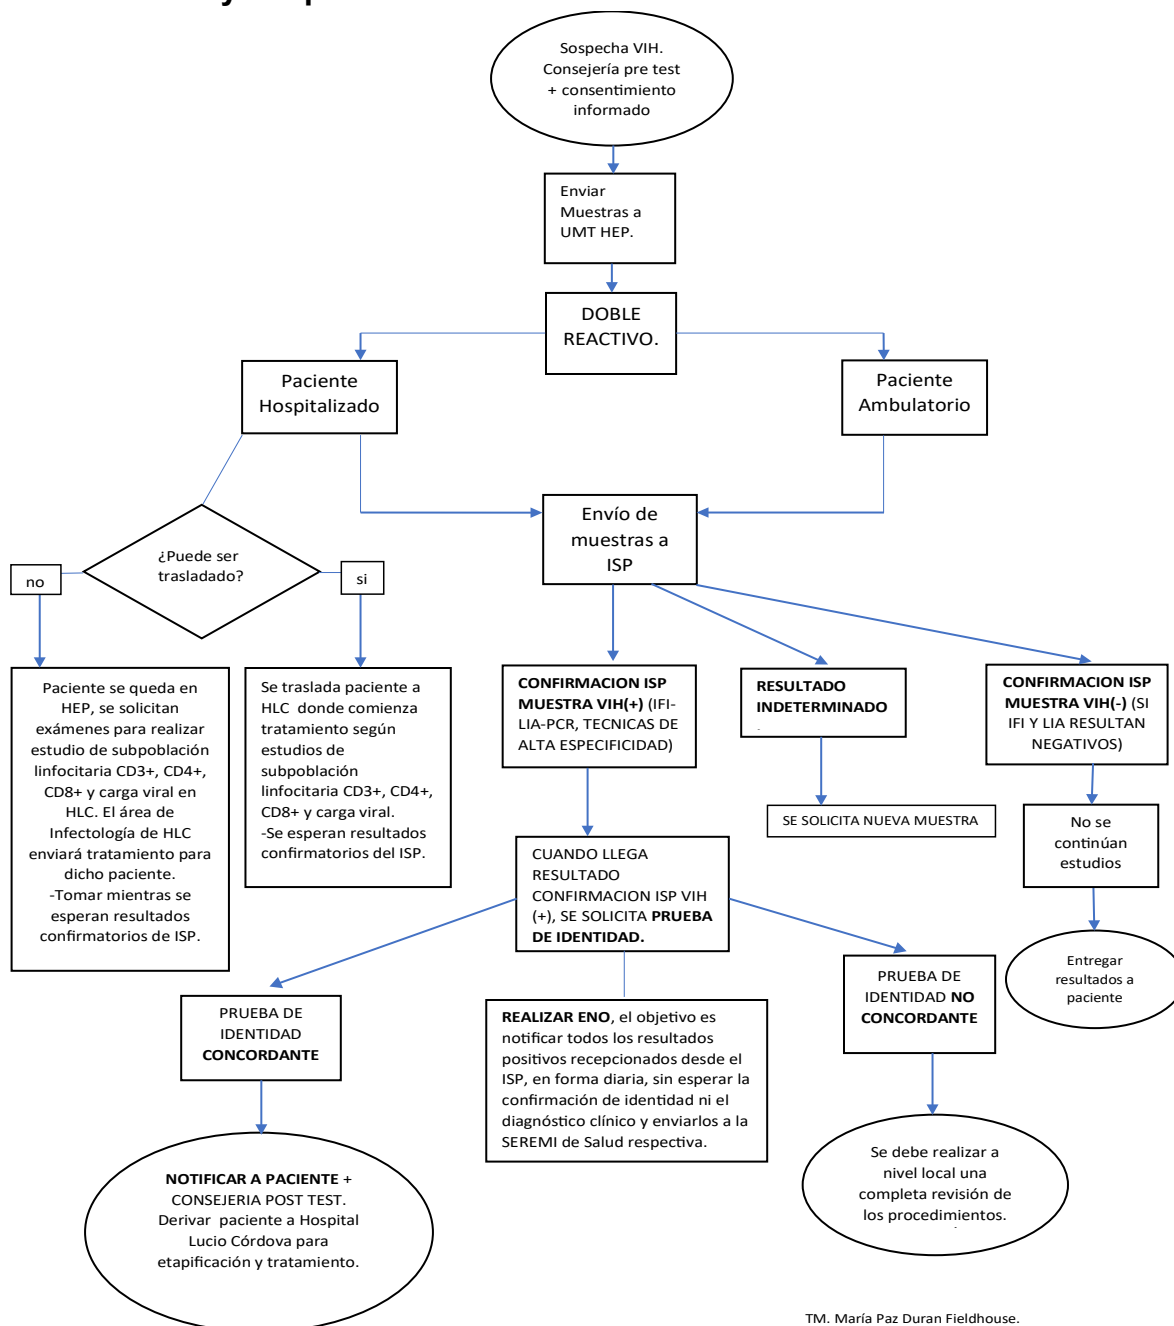 Sospecha VIH.
Consejería pre test
+ consentimiento
informado
Enviar
Muestras a
UMT HEP.
DOBLE
REACTIVO.
Paciente
Hospitalizado
Paciente
Ambulatorio
Envío de
muestras a
ISP
¿Puede ser
trasladado?
no
si
Paciente se queda en
HEP, se solicitan
exámenes para realizar
estudio de subpoblación
linfocitaria CD3+, CD4+,
CD8+ y carga viral en
HLC. El área de
Infectología de HLC
enviará tratamiento para
dicho paciente.
-Tomar mientras se
esperan resultados
confirmatorios de ISP.
Se traslada paciente a
HLC donde comienza
tratamiento según
estudios de
subpoblación
linfocitaria CD3+, CD4+,
CD8+ y carga viral.
-Se esperan resultados
confirmatorios del ISP.
CONFIRMACION ISP
MUESTRA VIH(+) (IFI-
LIA-PCR, TECNICAS DE
ALTA ESPECIFICIDAD)
RESULTADO
INDETERMINADO
CONFIRMACION ISP
MUESTRA VIH(-) (SI
IFI Y LIA RESULTAN
NEGATIVOS)
SE SOLICITA NUEVA MUESTRA
No se
continúan
estudios
CUANDO LLEGA
RESULTADO
CONFIRMACION ISP VIH
(+), SE SOLICITA PRUEBA
DE IDENTIDAD.
Entregar
resultados a
paciente
PRUEBA DE
IDENTIDAD
CONCORDANTE
REALIZAR ENO, el objetivo es
notificar todos los resultados
positivos recepcionados desde el
ISP, en forma diaria, sin esperar la
confirmación de identidad ni el
diagnóstico clínico y enviarlos a la
SEREMI de Salud respectiva.
PRUEBA DE
IDENTIDAD NO
CONCORDANTE
NOTIFICAR A PACIENTE +
CONSEJERIA POST TEST.
Derivar paciente a Hospital
Lucio Córdova para
etapificación y tratamiento.
Se debe realizar a
nivel local una
completa revisión de
los procedimientos.
TM. María Paz Duran Fieldhouse.